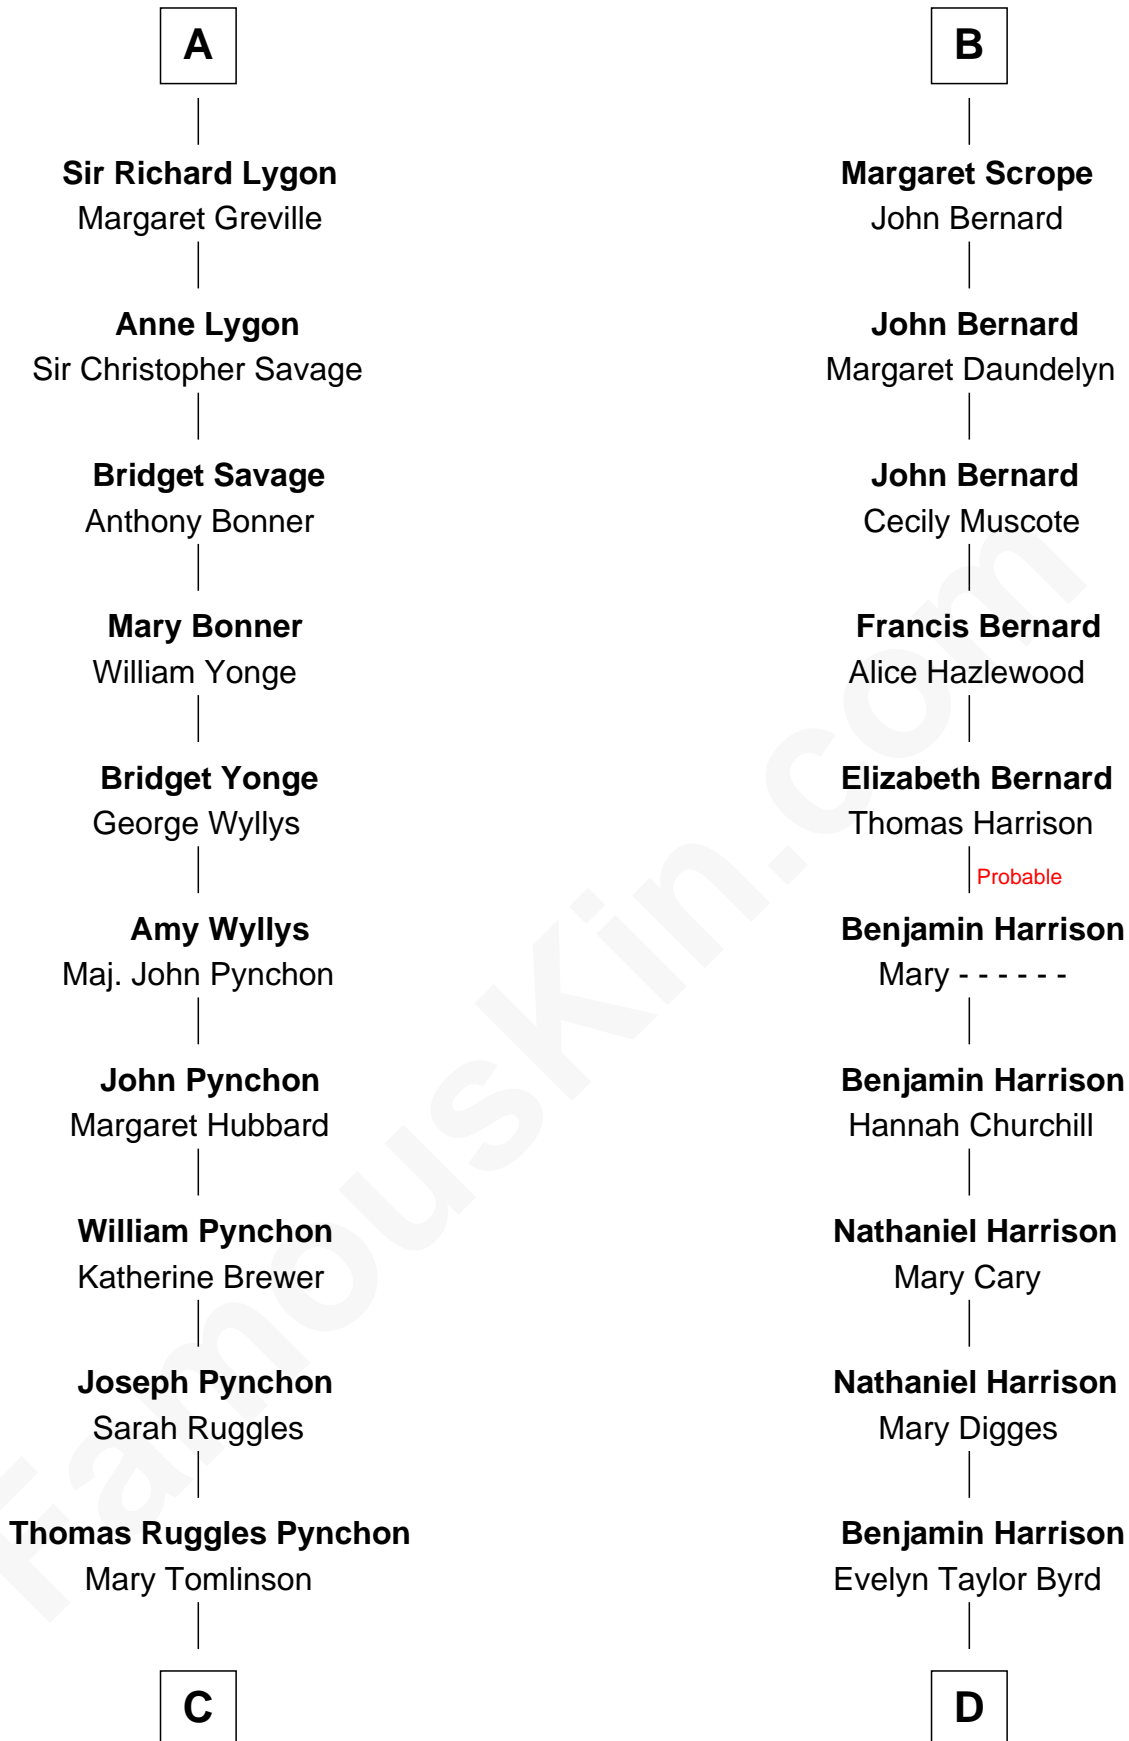 A
Sir Richard Lygon
Margaret Greville
Anne Lygon
Sir Christopher Savage
Bridget Savage
Anthony Bonner
Mary Bonner
William Yonge
Bridget Yonge
George Wyllys
Amy Wyllys
Maj. John Pynchon
John Pynchon
Margaret Hubbard
William Pynchon
Katherine Brewer
Joseph Pynchon
Sarah Ruggles
Thomas Ruggles Pynchon
Mary Tomlinson
C
B
Margaret Scrope
John Bernard
John Bernard
Margaret Daundelyn
John Bernard
Cecily Muscote
Francis Bernard
Alice Hazlewood
Elizabeth Bernard
Thomas Harrison
Probable
Benjamin Harrison
Mary - - - - - -
Benjamin Harrison
Hannah Churchill
Nathaniel Harrison
Mary Cary
Nathaniel Harrison
Mary Digges
Benjamin Harrison
Evelyn Taylor Byrd
D
FamousKin.com